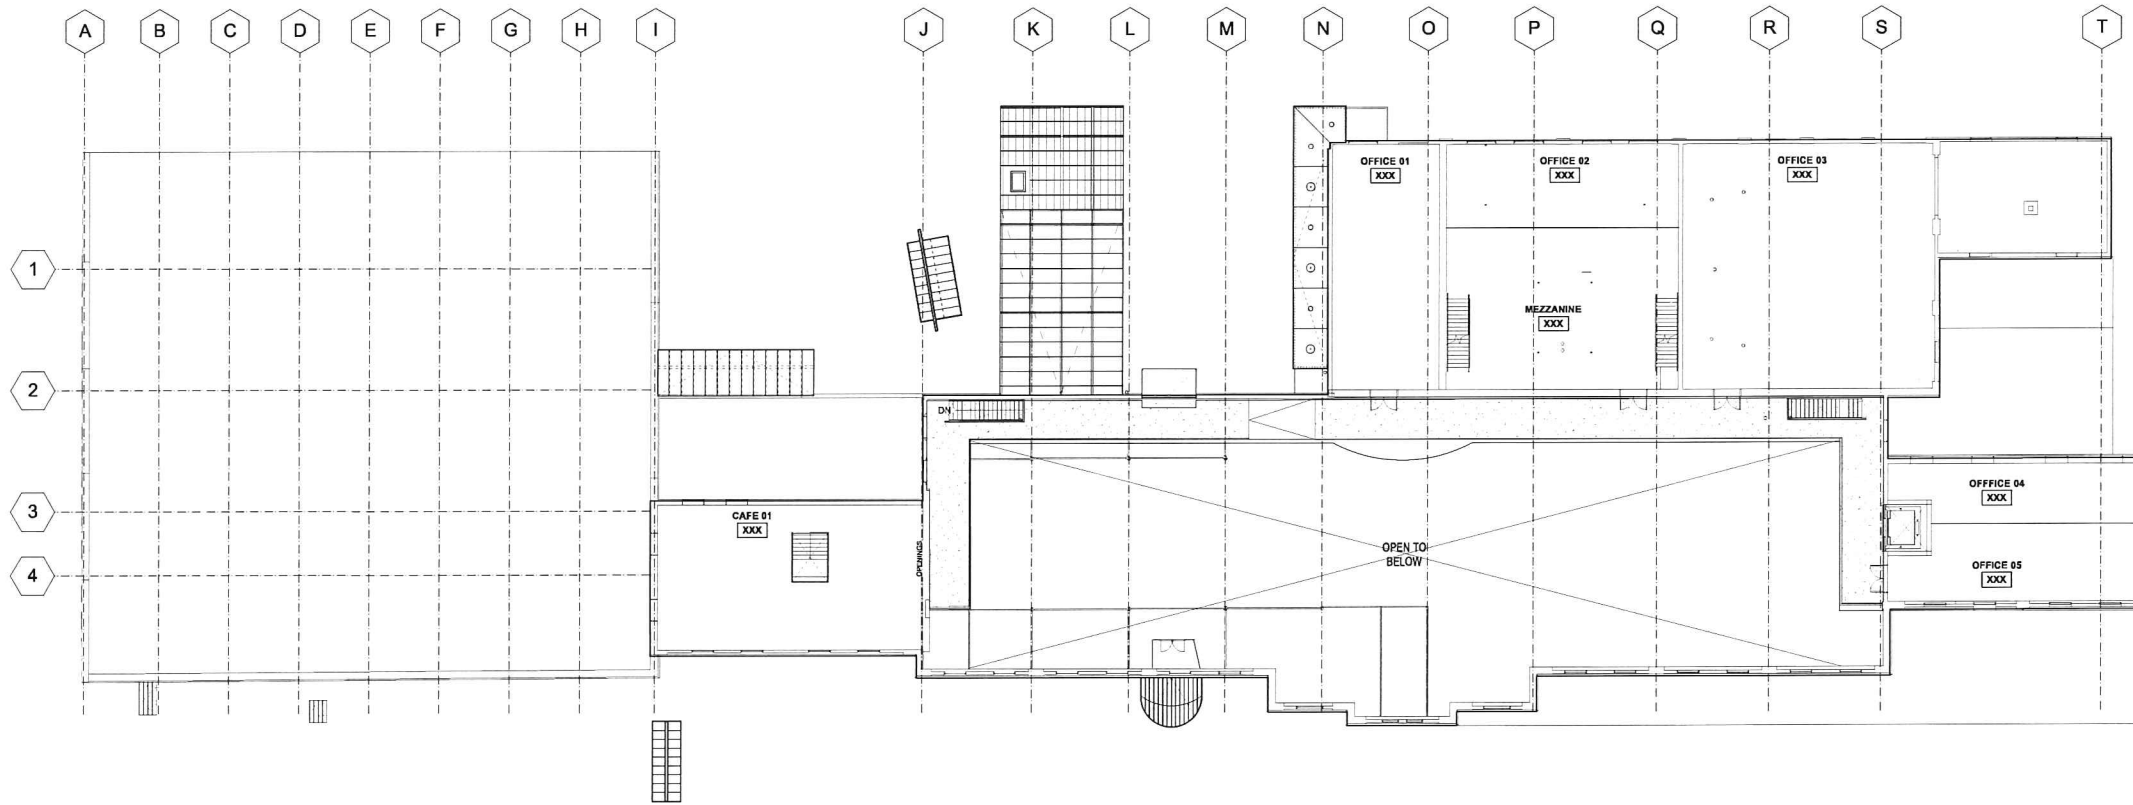 A B C D E F G H I J K L M N O P Q R S T
OFFICE 01
XXX
OFFICE 02
XXX
OFFICE 03
XXX
1
MEZZANINE
XXX
2
DN
3
CAFE 01
XXX
OFFFICE 04
XXX
OPENINGS
OPEN TO
BELOW
4
OFFICE 05
XXX